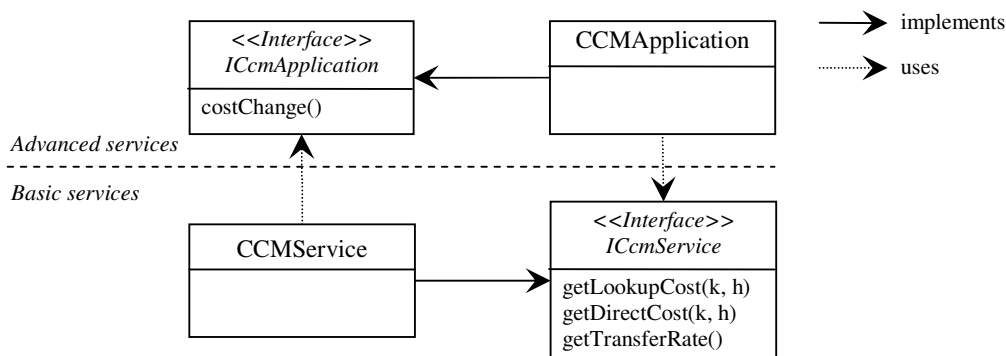 <<Interface>>
ICcmApplication
costChange()
CCMApplication
implements
uses
Advanced services
Basic services
CCMService
<<Interface>>
ICcmService
getLookupCost(k, h)
getDirectCost(k, h)
getTransferRate()